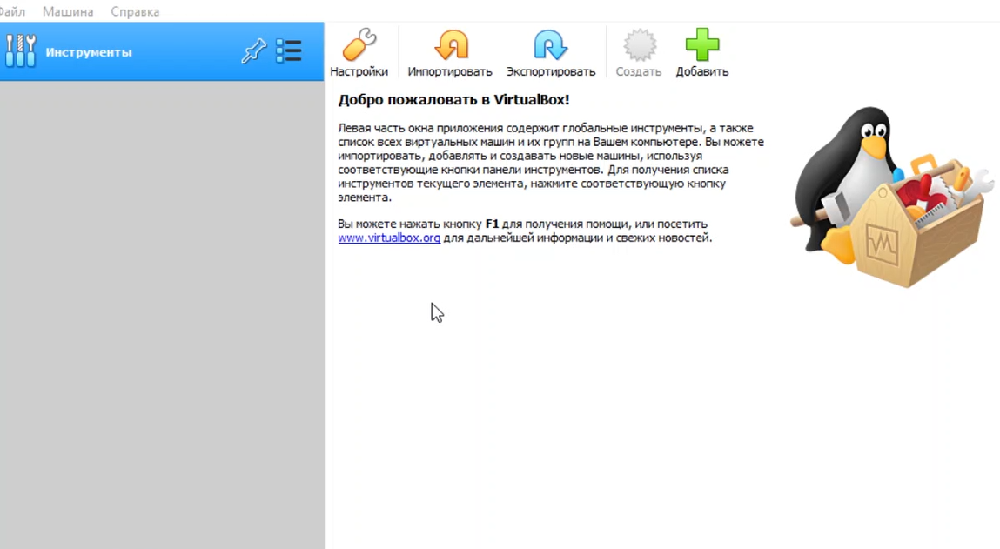 Файл Машина Справка
Инструменты
Настройки Импортировать Экспортировать Создать Добавить
Добро пожаловать в VirtualBox!
Левая часть окна приложения содержит глобальные инструменты, а также
список всех виртуальных машин и их групп на Вашем компьютере. Вы можете
импортировать, добавлять и создавать новые машины, используя
соответствующие кнопки панели инструментов. Для получения списка
инструментов текущего элемента, нажмите соответствующую кнопку
элемента.
Вы можете нажать кнопку F1 для получения помощи, или посетить
www.virtualbox.org для дальнейшей информации и свежих новостей.